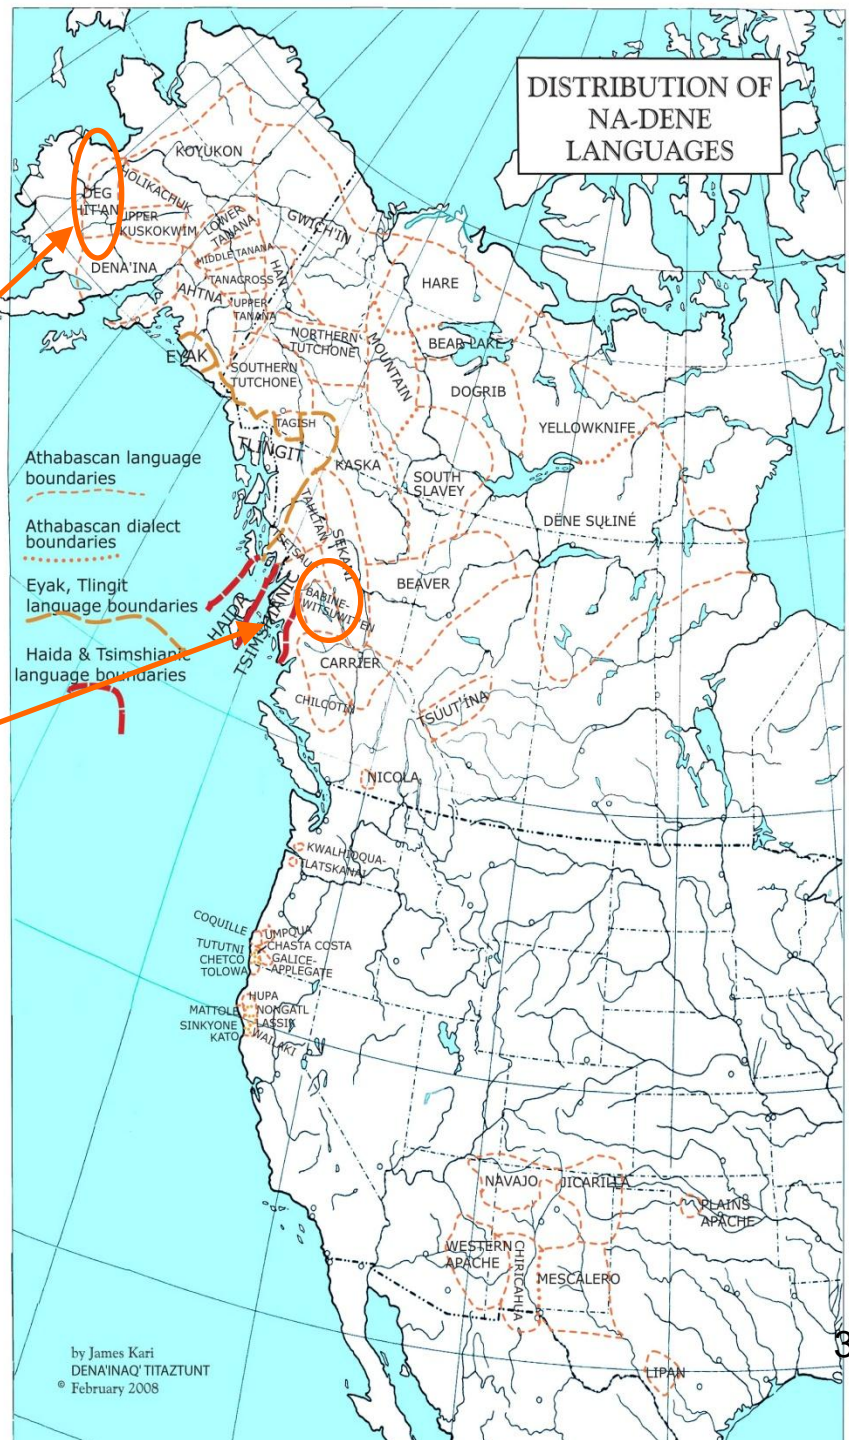 DISTRIBUTION OF
NA-DENE
LANGUAGES
KOYUKON
HOLIKACHUK
DEG
HIT'AN
UPPER
KUSKOKWIM
LOWER
TANANA
GWICH'IN
MIDDLE TANANA
DENA'INA
TANACROSS
HAN
HARE
AHTNA
UPPER
TANANA
NORTHERN
TUTCHONE
MOUNTAIN
BEAR LAKE
EYAK
SOUTHERN
TUTCHONE
DOGRIB
TAGISH
YELLOWKNIFE
TLINGIT
KASKA
Athabascan language
boundaries
SOUTH
SLAVEY
TAHLTAN
Athabascan dialect
boundaries
DËNE SUŁINÉ
SEKANI
TSETSAUT
Eyak, Tlingit
language boundaries
BEAVER
BABINE-
WITSUWITEN
HAIDA
TSIMSHIANIC
Haida & Tsimshianic
language boundaries
CARRIER
CHILCOTIN
TSUUT'INA
NICOLA
KWALHIOQUA-
TLATSKANAI
COQUILLE
UMPQUA
TUTUTNI
CHASTA COSTA
CHETCO
GALICE-
APPLEGATE
TOLOWA
HUPA
MATTOLE
NONGATL
SINKYONE
LASSIK
KATO
WAILAKI
NAVAJO
JICARILLA
PLAINS
APACHE
WESTERN
APACHE
CHIRICAHUA
MESCALERO
LIPAN
by James Kari
DENA'INAQ' TITAZTUNT
© February 2008
3